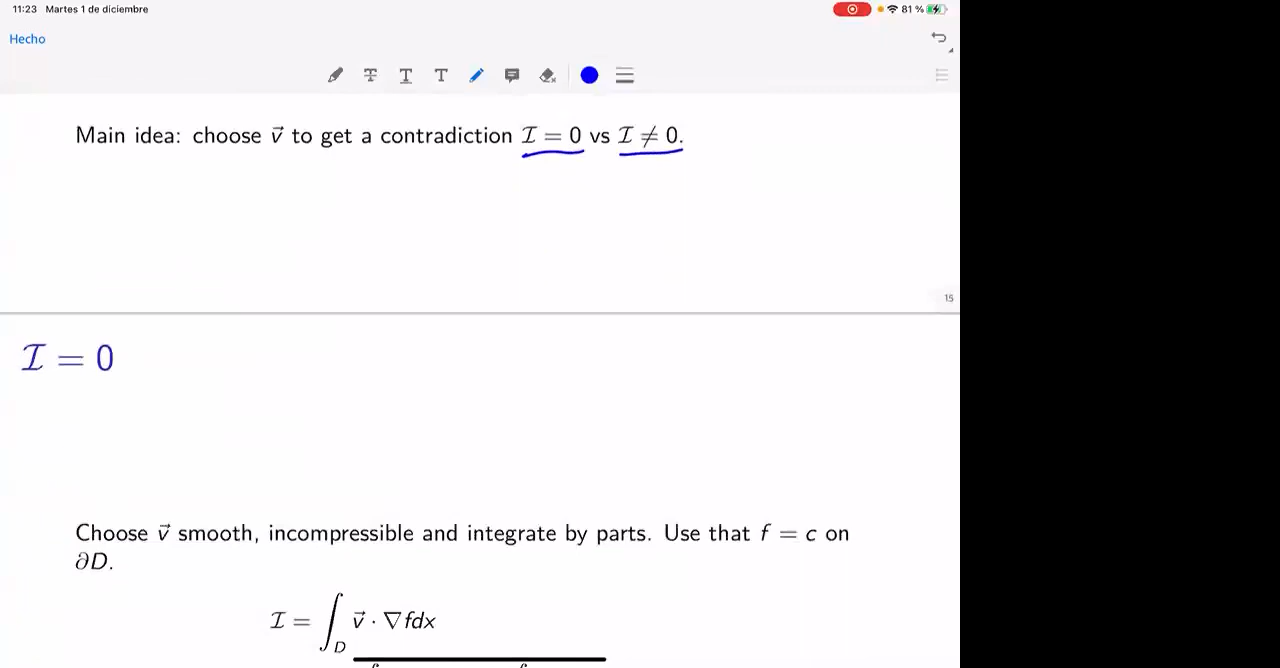 11:23 Martes 1 de diciembre 81 %
Hecho
T T T
Main idea: choose v⃗ to get a contradiction ℐ = 0 vs ℐ ≠ 0.
15
ℐ = 0
Choose v⃗ smooth, incompressible and integrate by parts. Use that f = c on
∂D.
ℐ = ∫_D v⃗ · ∇fdx